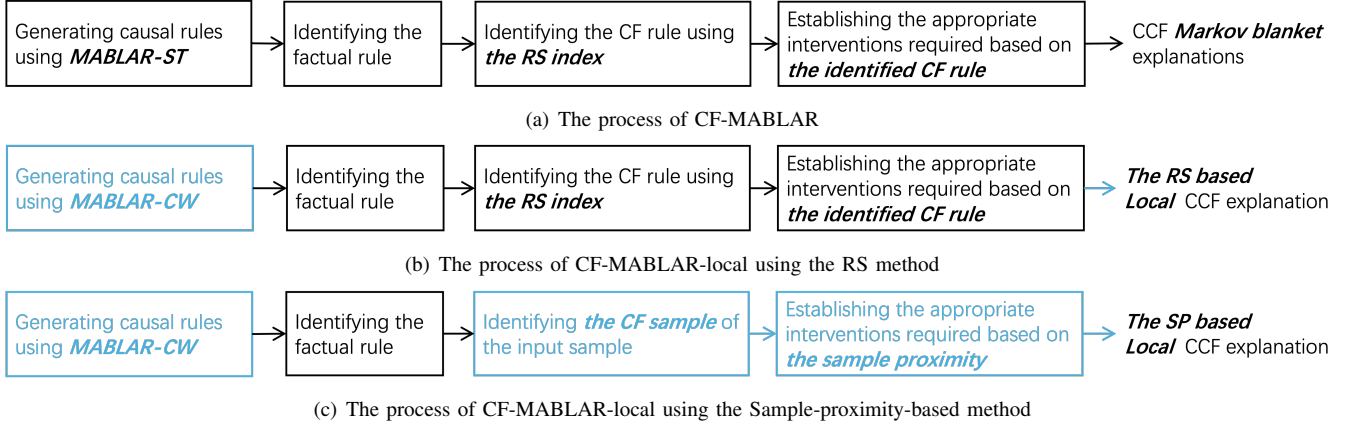 Generating causal rules
using MABLAR-ST
Identifying the
factual rule
Identifying the CF rule using
the RS index
Establishing the appropriate
interventions required based on
the identified CF rule
CCF Markov blanket
explanations
(a) The process of CF-MABLAR
Generating causal rules
using MABLAR-CW
Identifying the
factual rule
Identifying the CF rule using
the RS index
Establishing the appropriate
interventions required based on
the identified CF rule
The RS based
Local CCF explanation
(b) The process of CF-MABLAR-local using the RS method
Generating causal rules
using MABLAR-CW
Identifying the
factual rule
Identifying the CF sample of
the input sample
Establishing the appropriate
interventions required based on
the sample proximity
The SP based
Local CCF explanation
(c) The process of CF-MABLAR-local using the Sample-proximity-based method